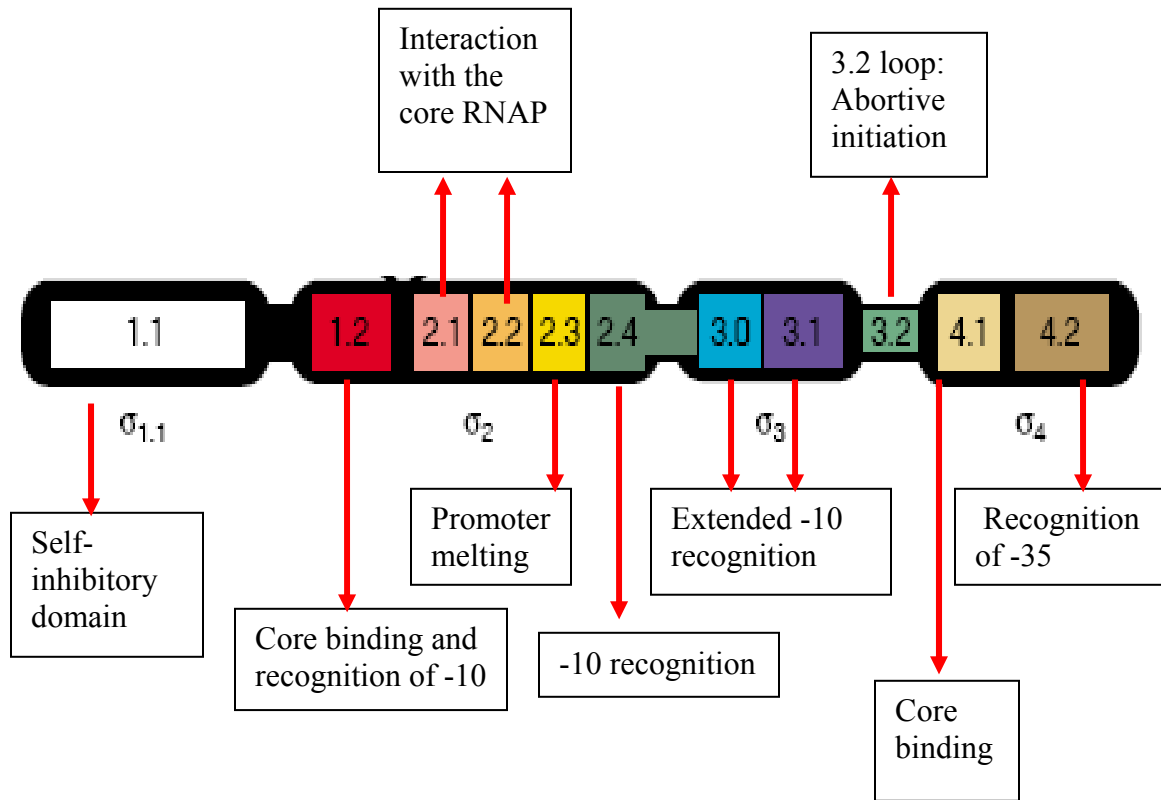 Interaction
with the
core RNAP
3.2 loop:
Abortive
initiation
1.1
1.2
2.1
2.2
2.3
2.4
3.0
3.1
3.2
4.1
4.2
σ1.1
σ2
σ3
σ4
Self-
inhibitory
domain
Core binding and
recognition of -10
Promoter
melting
-10 recognition
Extended -10
recognition
Core
binding
Recognition
of -35